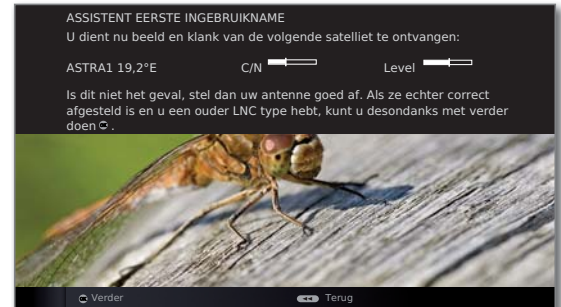 ASSISTENT EERSTE INGEBRUIKNAME
U dient nu beeld en klank van de volgende satelliet te ontvangen:
ASTRA1 19,2°E C/N Level
Is dit niet het geval, stel dan uw antenne goed af. Als ze echter correct
afgesteld is en u een ouder LNC type hebt, kunt u desondanks met verder
doen OK .
Verder Terug